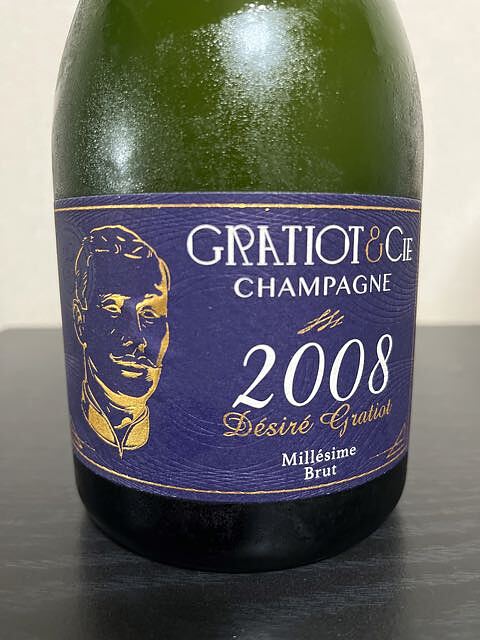 GRATIOT & CIE
CHAMPAGNE
2008
Désiré Gratiot
Millésime
Brut